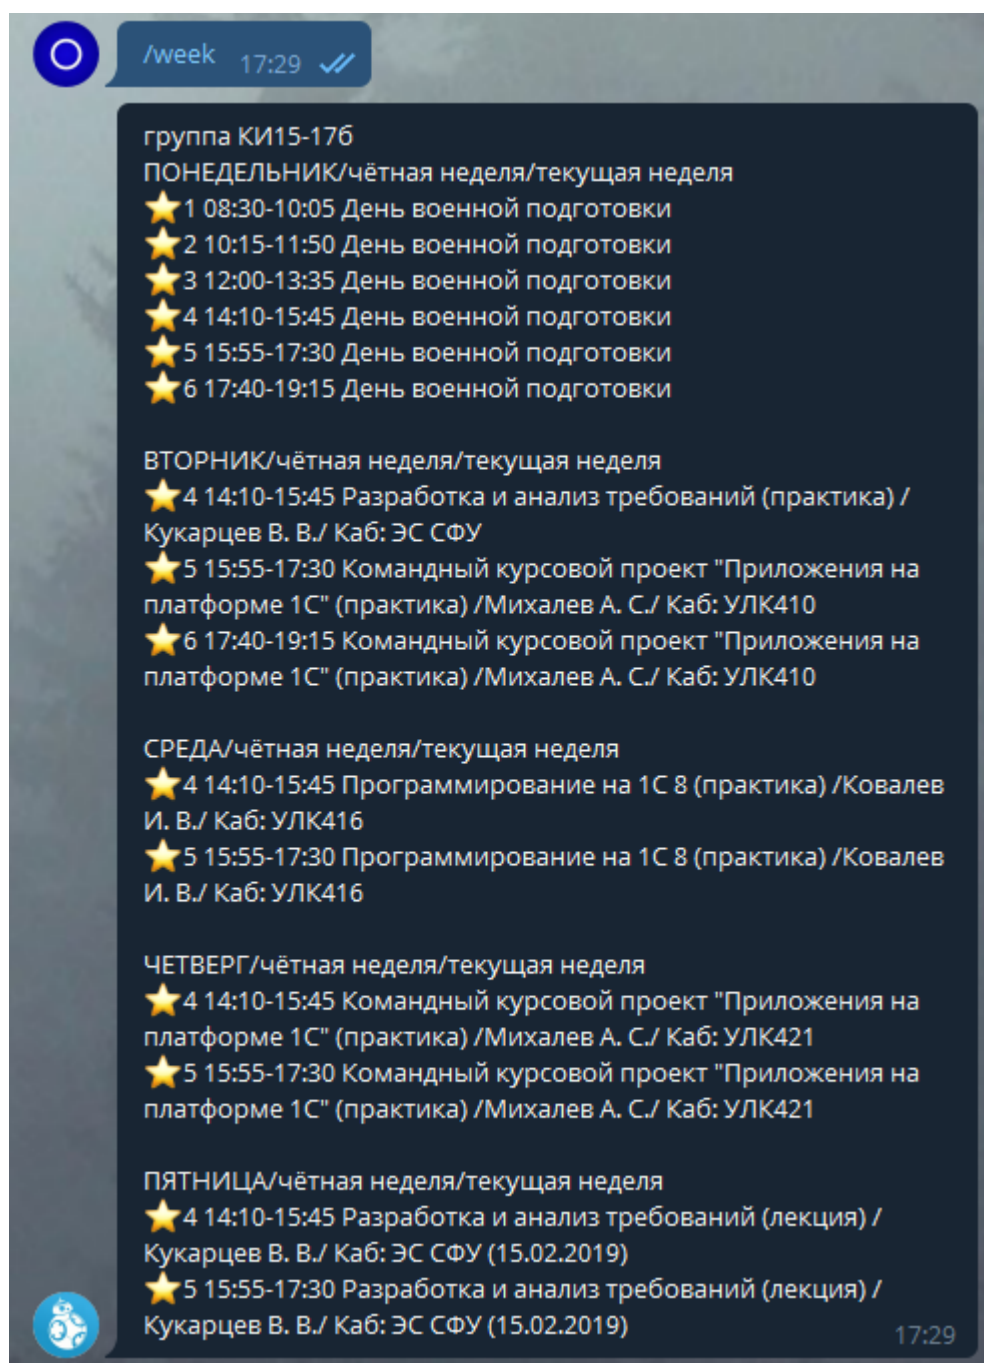 /week 17:29
группа КИ15-17б
ПОНЕДЕЛЬНИК/чётная неделя/текущая неделя
⭐1 08:30-10:05 День военной подготовки
⭐2 10:15-11:50 День военной подготовки
⭐3 12:00-13:35 День военной подготовки
⭐4 14:10-15:45 День военной подготовки
⭐5 15:55-17:30 День военной подготовки
⭐6 17:40-19:15 День военной подготовки
ВТОРНИК/чётная неделя/текущая неделя
⭐4 14:10-15:45 Разработка и анализ требований (практика) /
Кукарцев В. В./ Каб: ЭС СФУ
⭐5 15:55-17:30 Командный курсовой проект "Приложения на
платформе 1С" (практика) /Михалев А. С./ Каб: УЛК410
⭐6 17:40-19:15 Командный курсовой проект "Приложения на
платформе 1С" (практика) /Михалев А. С./ Каб: УЛК410
СРЕДА/чётная неделя/текущая неделя
⭐4 14:10-15:45 Программирование на 1С 8 (практика) /Ковалев
И. В./ Каб: УЛК416
⭐5 15:55-17:30 Программирование на 1С 8 (практика) /Ковалев
И. В./ Каб: УЛК416
ЧЕТВЕРГ/чётная неделя/текущая неделя
⭐4 14:10-15:45 Командный курсовой проект "Приложения на
платформе 1С" (практика) /Михалев А. С./ Каб: УЛК421
⭐5 15:55-17:30 Командный курсовой проект "Приложения на
платформе 1С" (практика) /Михалев А. С./ Каб: УЛК421
ПЯТНИЦА/чётная неделя/текущая неделя
⭐4 14:10-15:45 Разработка и анализ требований (лекция) /
Кукарцев В. В./ Каб: ЭС СФУ (15.02.2019)
⭐5 15:55-17:30 Разработка и анализ требований (лекция) /
Кукарцев В. В./ Каб: ЭС СФУ (15.02.2019)
17:29